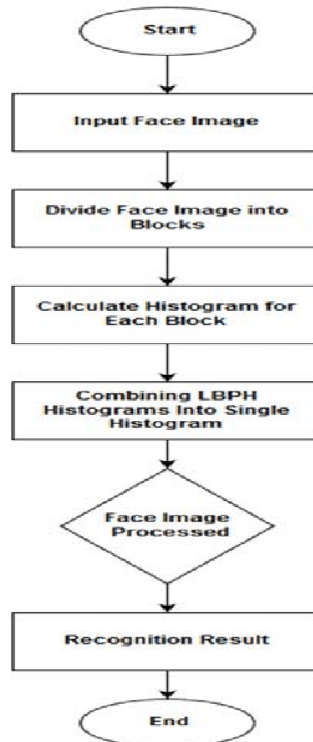 Start
Input Face Image
Divide Face Image into
Blocks
Calculate Histogram for
Each Block
Combining LBPH
Histograms Into Single
Histogram
Face Image
Processed
Recognition Result
End